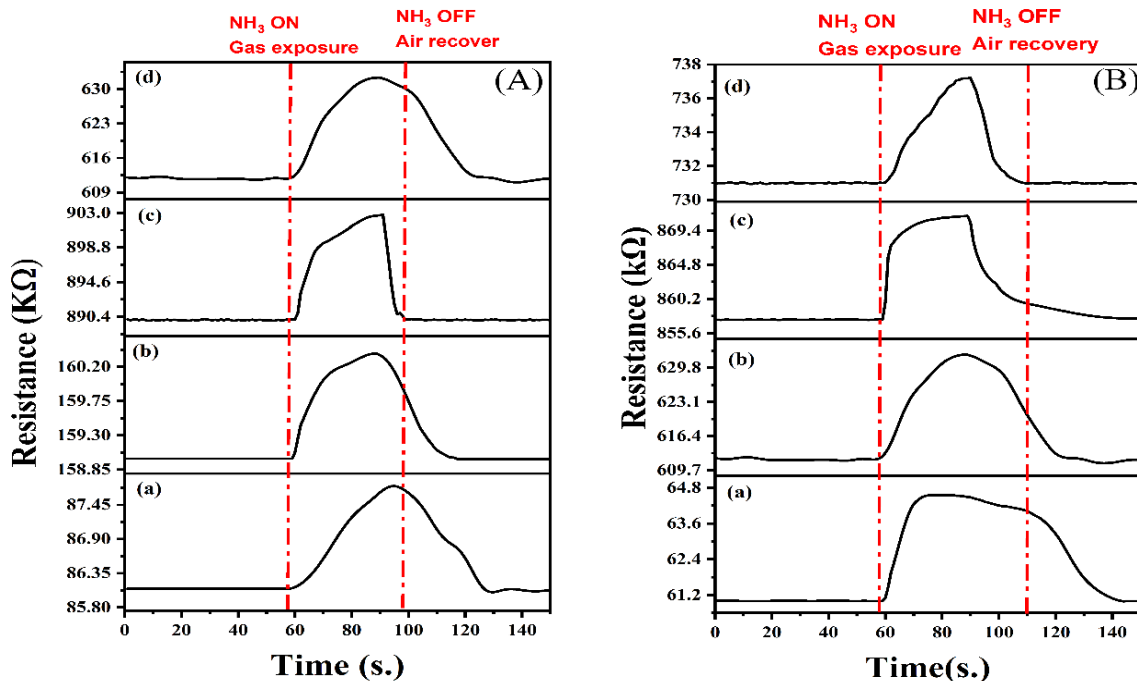 NH₃ ON
Gas exposure
NH₃ OFF
Air recover
(A)
(d)
630
623
616
609
(c)
903.0
898.8
894.6
890.4
(b)
160.20
159.75
159.30
158.85
(a)
87.45
86.90
86.35
85.80
Resistance (KΩ)
0
20
40
60
80
100
120
140
Time (s.)
NH₃ ON
Gas exposure
NH₃ OFF
Air recovery
(B)
(d)
738
736
734
732
730
(c)
869.4
864.8
860.2
855.6
(b)
629.8
623.1
616.4
609.7
(a)
64.8
63.6
62.4
61.2
Resistance (kΩ)
0
20
40
60
80
100
120
140
Time(s.)